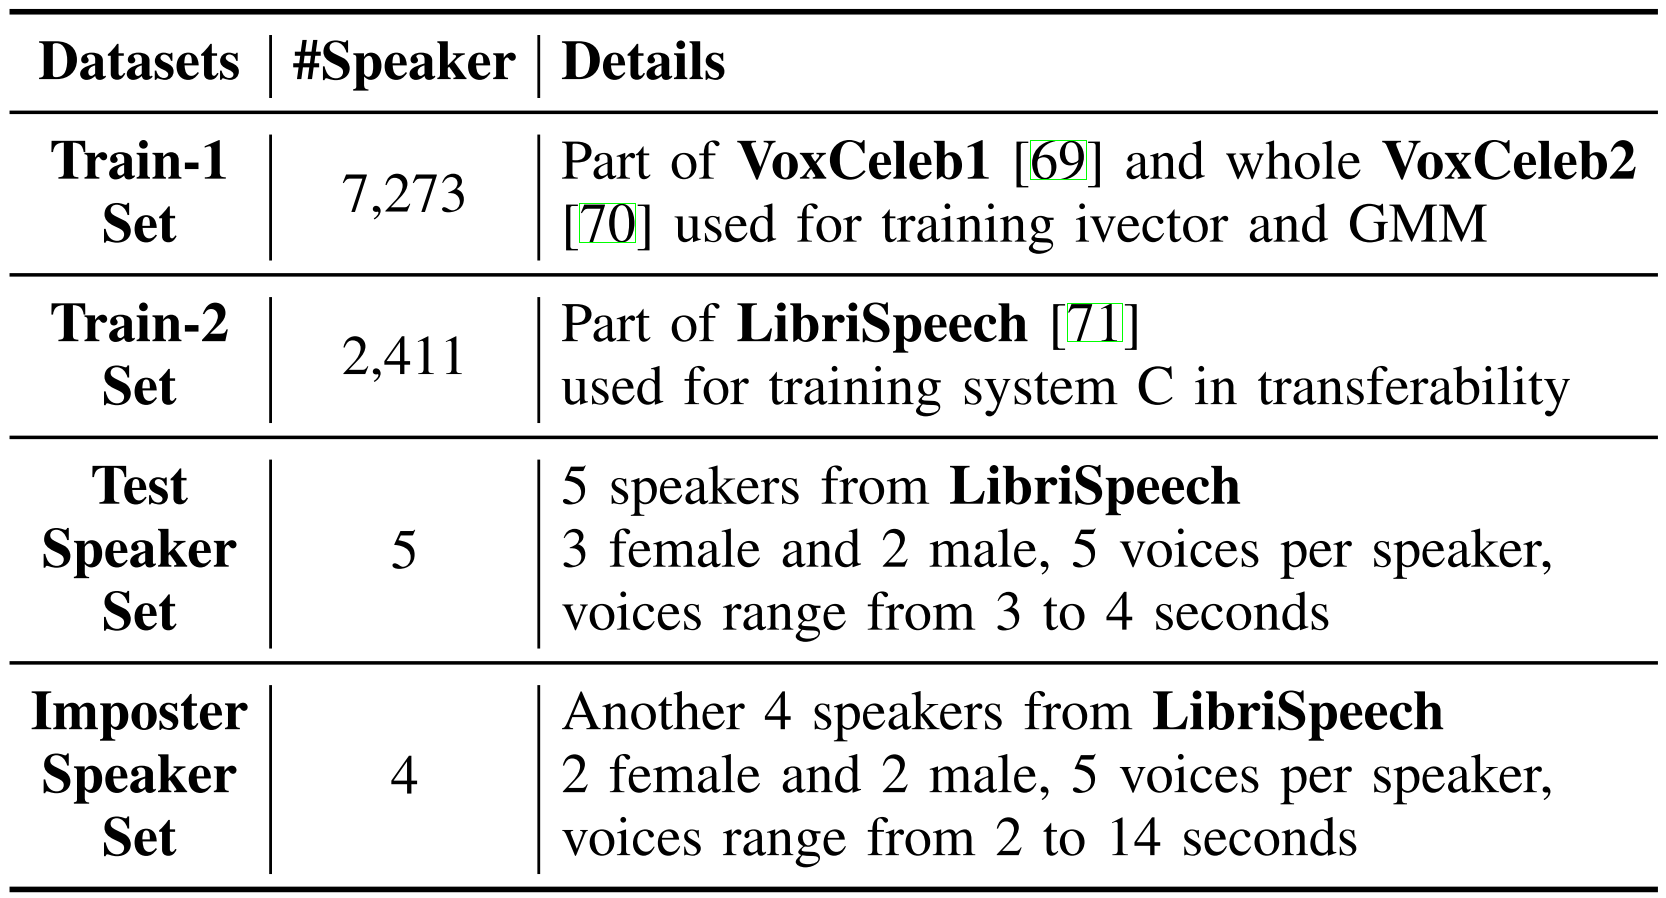 Datasets #Speaker Details
Train-1 Set 7,273 Part of VoxCeleb1 [69] and whole VoxCeleb2
[70] used for training ivector and GMM
Train-2 Set 2,411 Part of LibriSpeech [71]
used for training system C in transferability
Test Speaker Set 5 5 speakers from LibriSpeech
3 female and 2 male, 5 voices per speaker,
voices range from 3 to 4 seconds
Imposter Speaker Set 4 Another 4 speakers from LibriSpeech
2 female and 2 male, 5 voices per speaker,
voices range from 2 to 14 seconds